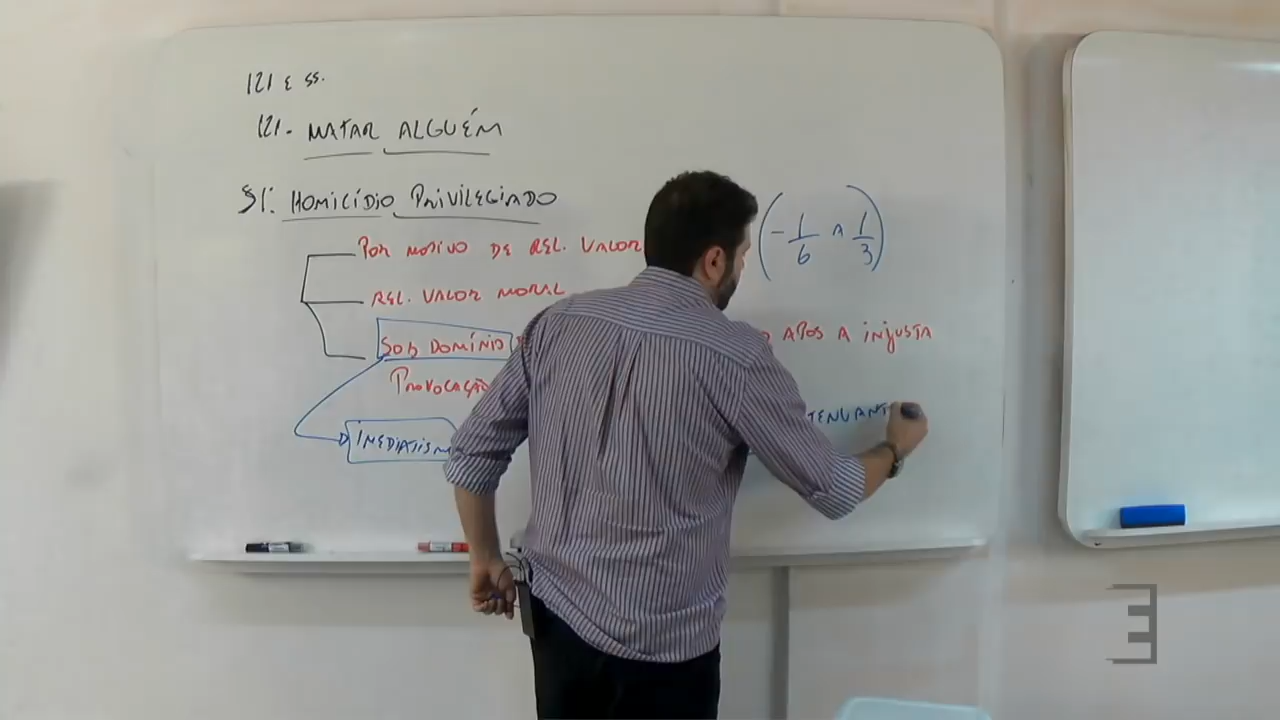 121 E SS.
121. MATAR ALGUÉM
§1: HOMICÍDIO PRIVILEGIADO
POR MOTIVO DE REL. VALOR
(-1/6 A 1/3)
REL. VALOR MORAL
SOB DOMÍNIO
APÓS A INJUSTA
PROVOCAÇÃO
IMEDIATISM
TENUANT